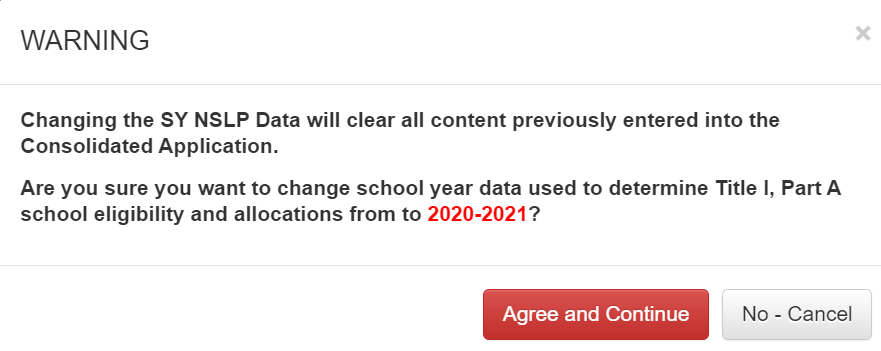 WARNING
×
Changing the SY NSLP Data will clear all content previously entered into the
Consolidated Application.
Are you sure you want to change school year data used to determine Title I, Part A
school eligibility and allocations from to 2020-2021?
Agree and Continue
No - Cancel